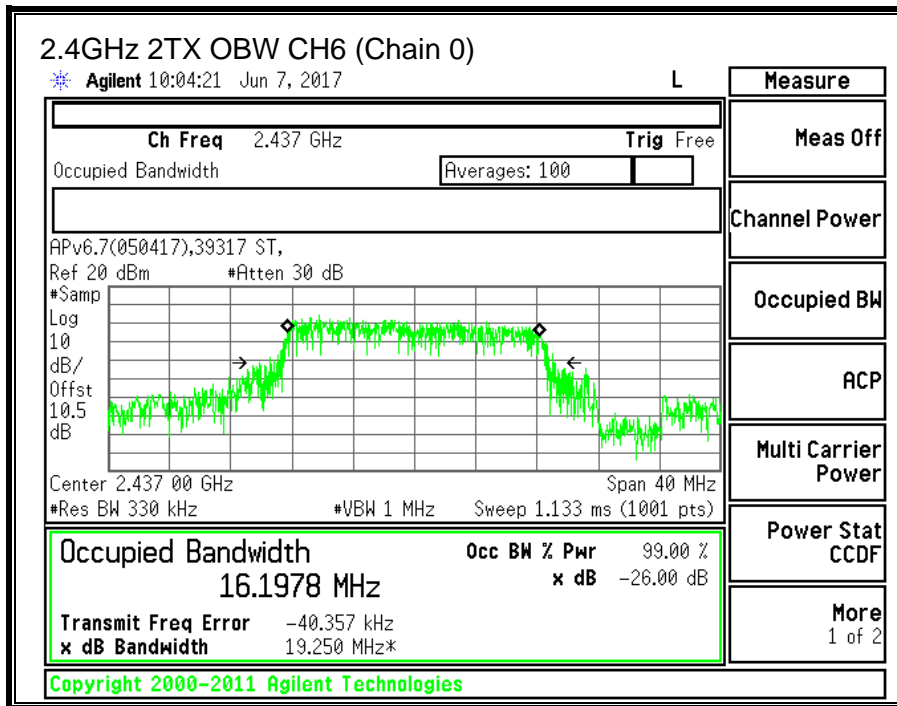 2.4GHz 2TX OBW CH6 (Chain 0)
Agilent 10:04:21 Jun 7, 2017 L
Measure
Ch Freq 2.437 GHz Trig Free
Meas Off
Occupied Bandwidth Averages: 100
Channel Power
APv6.7(050417),39317 ST,
Ref 20 dBm #Atten 30 dB
#Samp
Log
10
dB/
Offst
10.5
dB
Occupied BW
ACP
Multi Carrier
Power
Center 2.437 00 GHz Span 40 MHz
#Res BW 330 kHz #VBW 1 MHz Sweep 1.133 ms (1001 pts)
Power Stat
CCDF
Occupied Bandwidth Occ BW % Pwr 99.00 %
16.1978 MHz x dB -26.00 dB
Transmit Freq Error -40.357 kHz
x dB Bandwidth 19.250 MHz*
More
1 of 2
Copyright 2000-2011 Agilent Technologies